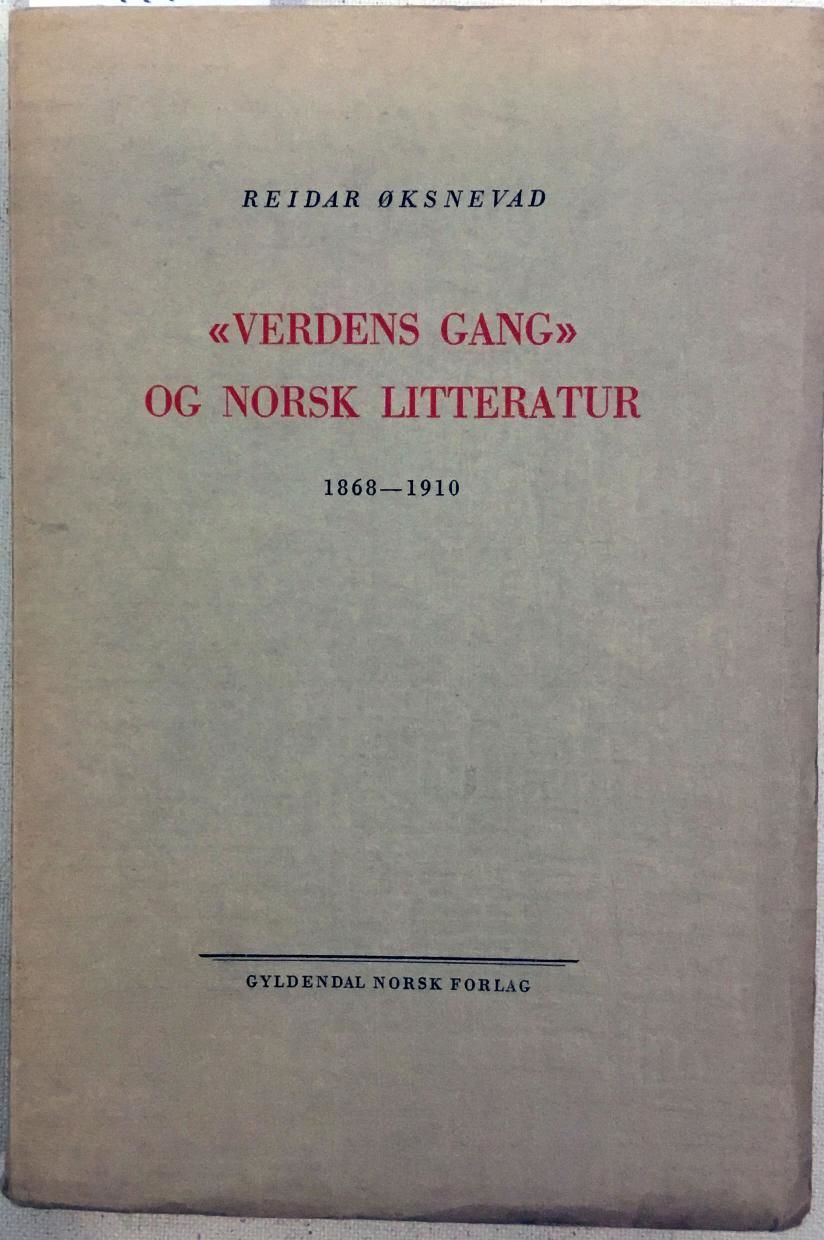 REIDAR ØKSNEVAD
«VERDENS GANG»
OG NORSK LITTERATUR
1868—1910
GYLDENDAL NORSK FORLAG